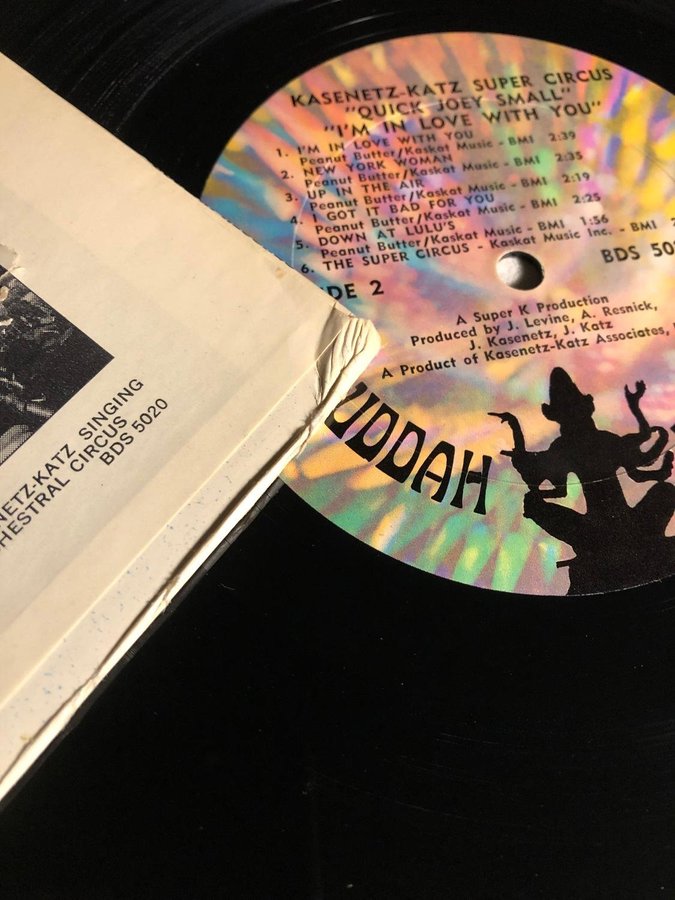 KASENETZ-KATZ SUPER CIRCUS
"QUICK JOEY SMALL"
"I'M IN LOVE WITH YOU"
1. I'M IN LOVE WITH YOU
Peanut Butter/Kaskat Music - BMI 2:39
2. NEW YORK WOMAN
Peanut Butter/Kaskat Music - BMI 2:35
3. UP IN THE AIR
Peanut Butter/Kaskat Music - BMI 2:19
4. I GOT IT BAD FOR YOU
Peanut Butter/Kaskat Music - BMI 2:25
5. DOWN AT LULU'S
Peanut Butter/Kaskat Music - BMI 1:56
6. THE SUPER CIRCUS - Kaskat Music Inc. - BMI 2
DE 2
BDS 50
A Super K Production
Produced by J. Levine, A. Resnick,
J. Kasenetz, J. Katz
A Product of Kasenetz-Katz Associates,
UDDAH
NETZ-KATZ SINGING
HESTRAL CIRCUS
BDS 5020